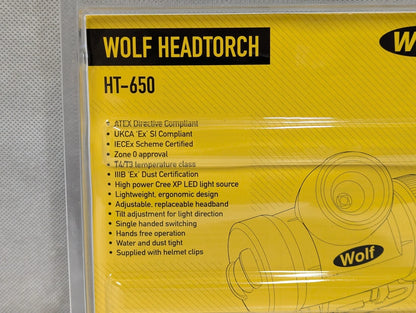 WOLF HEADTORCH
HT-650
• ATEX Directive Compliant
• UKCA 'Ex' SI Compliant
• IECEx Scheme Certified
• Zone 0 approval
• T4/T3 temperature class
• IIIB 'Ex' Dust Certification
• High power Cree XP LED light source
• Lightweight, ergonomic design
• Adjustable, replaceable headband
• Tilt adjustment for light direction
• Single handed switching
• Hands free operation
• Water and dust tight
• Supplied with helmet clips
Wolf